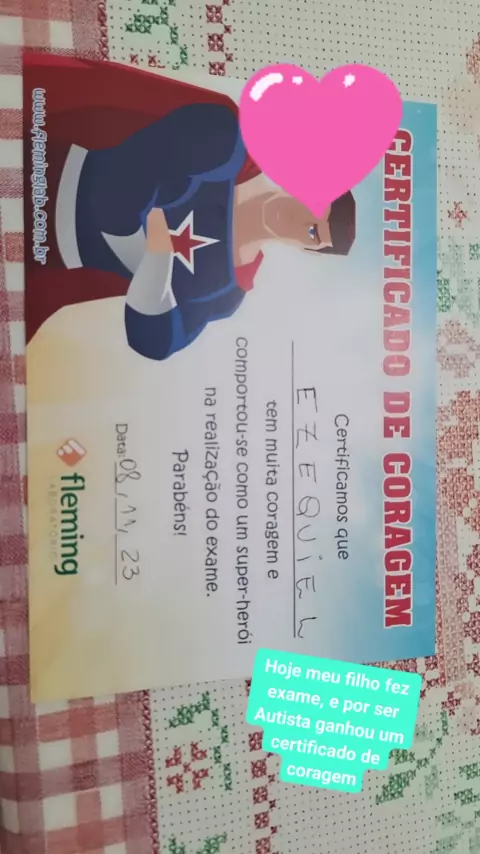 CERTIFICADO DE CORAGEM
Certificamos que
EZEQUIEL
tem muita coragem e
comportou-se como um super-herói
na realização do exame.
Parabéns!
Data: 08/11/23
fleming
LABORATÓRIO
www.fleminglab.com.br
Hoje meu filho fez
exame, e por ser
Autista ganhou um
certificado de
coragem